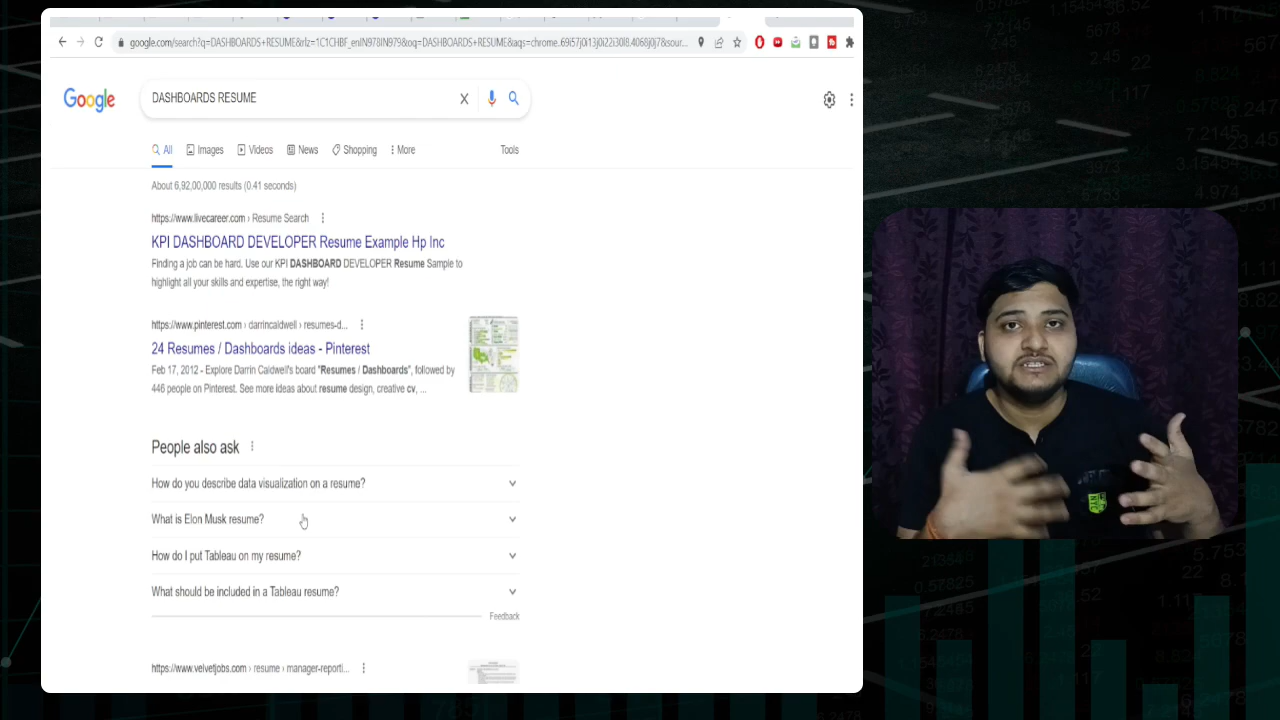 google.com/search?q=DASHBOARDS+RESUME&rlz=1C1CHBF_enIN978IN979&oq=DASHBOARDS+RESUME&aqs=chrome..69i57j0i13j0i22i30l8.4068j0j7&sour...
Google
DASHBOARDS RESUME
All Images Videos News Shopping More Tools
About 6,92,00,000 results (0.41 seconds)
https://www.livecareer.com › Resume Search
KPI DASHBOARD DEVELOPER Resume Example Hp Inc
Finding a job can be hard. Use our KPI DASHBOARD DEVELOPER Resume Sample to
highlight all your skills and expertise, the right way!
https://www.pinterest.com › darrincaldwell › resumes-d...
24 Resumes / Dashboards ideas - Pinterest
Feb 17, 2012 - Explore Darrin Caldwell's board "Resumes / Dashboards", followed by
446 people on Pinterest. See more ideas about resume design, creative cv, ...
People also ask
How do you describe data visualization on a resume?
What is Elon Musk resume?
How do I put Tableau on my resume?
What should be included in a Tableau resume?
Feedback
https://www.velvetjobs.com › resume › manager-reporti...